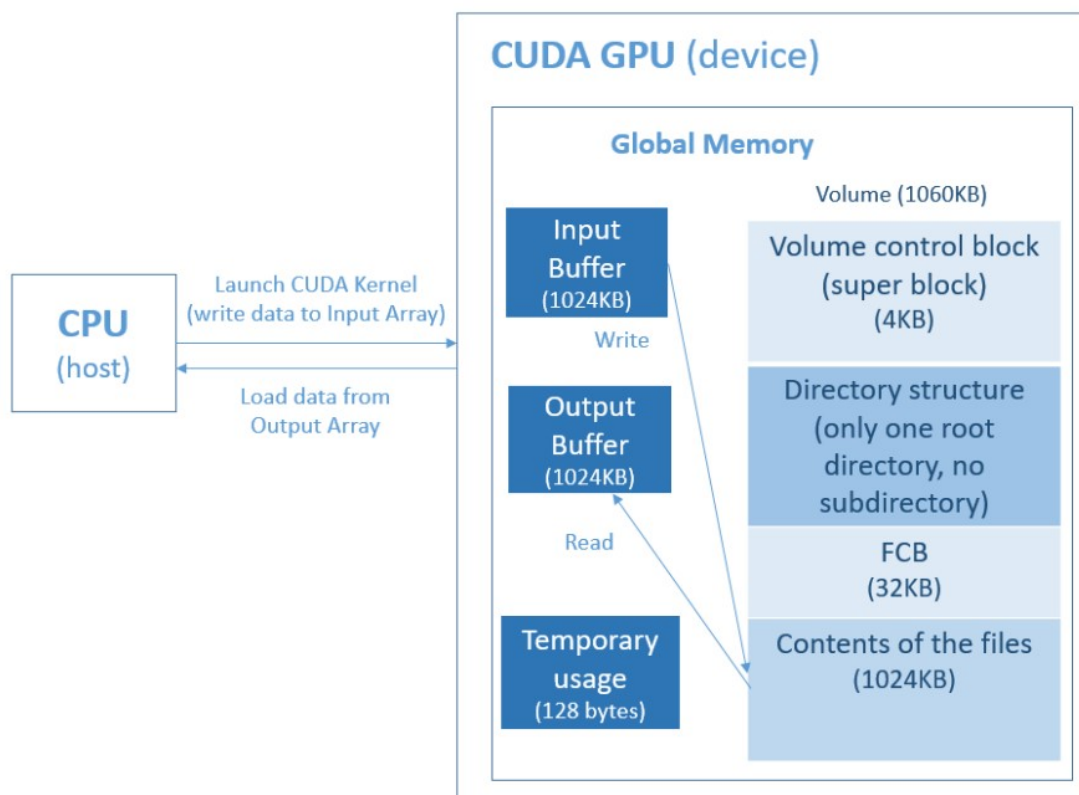 CUDA GPU (device)
Global Memory
Volume (1060KB)
Input
Buffer
(1024KB)
Volume control block
(super block)
(4KB)
Launch CUDA Kernel
(write data to Input Array)
CPU
(host)
Write
Load data from
Output Array
Output
Buffer
(1024KB)
Directory structure
(only one root
directory, no
subdirectory)
Read
FCB
(32KB)
Temporary
usage
(128 bytes)
Contents of the files
(1024KB)